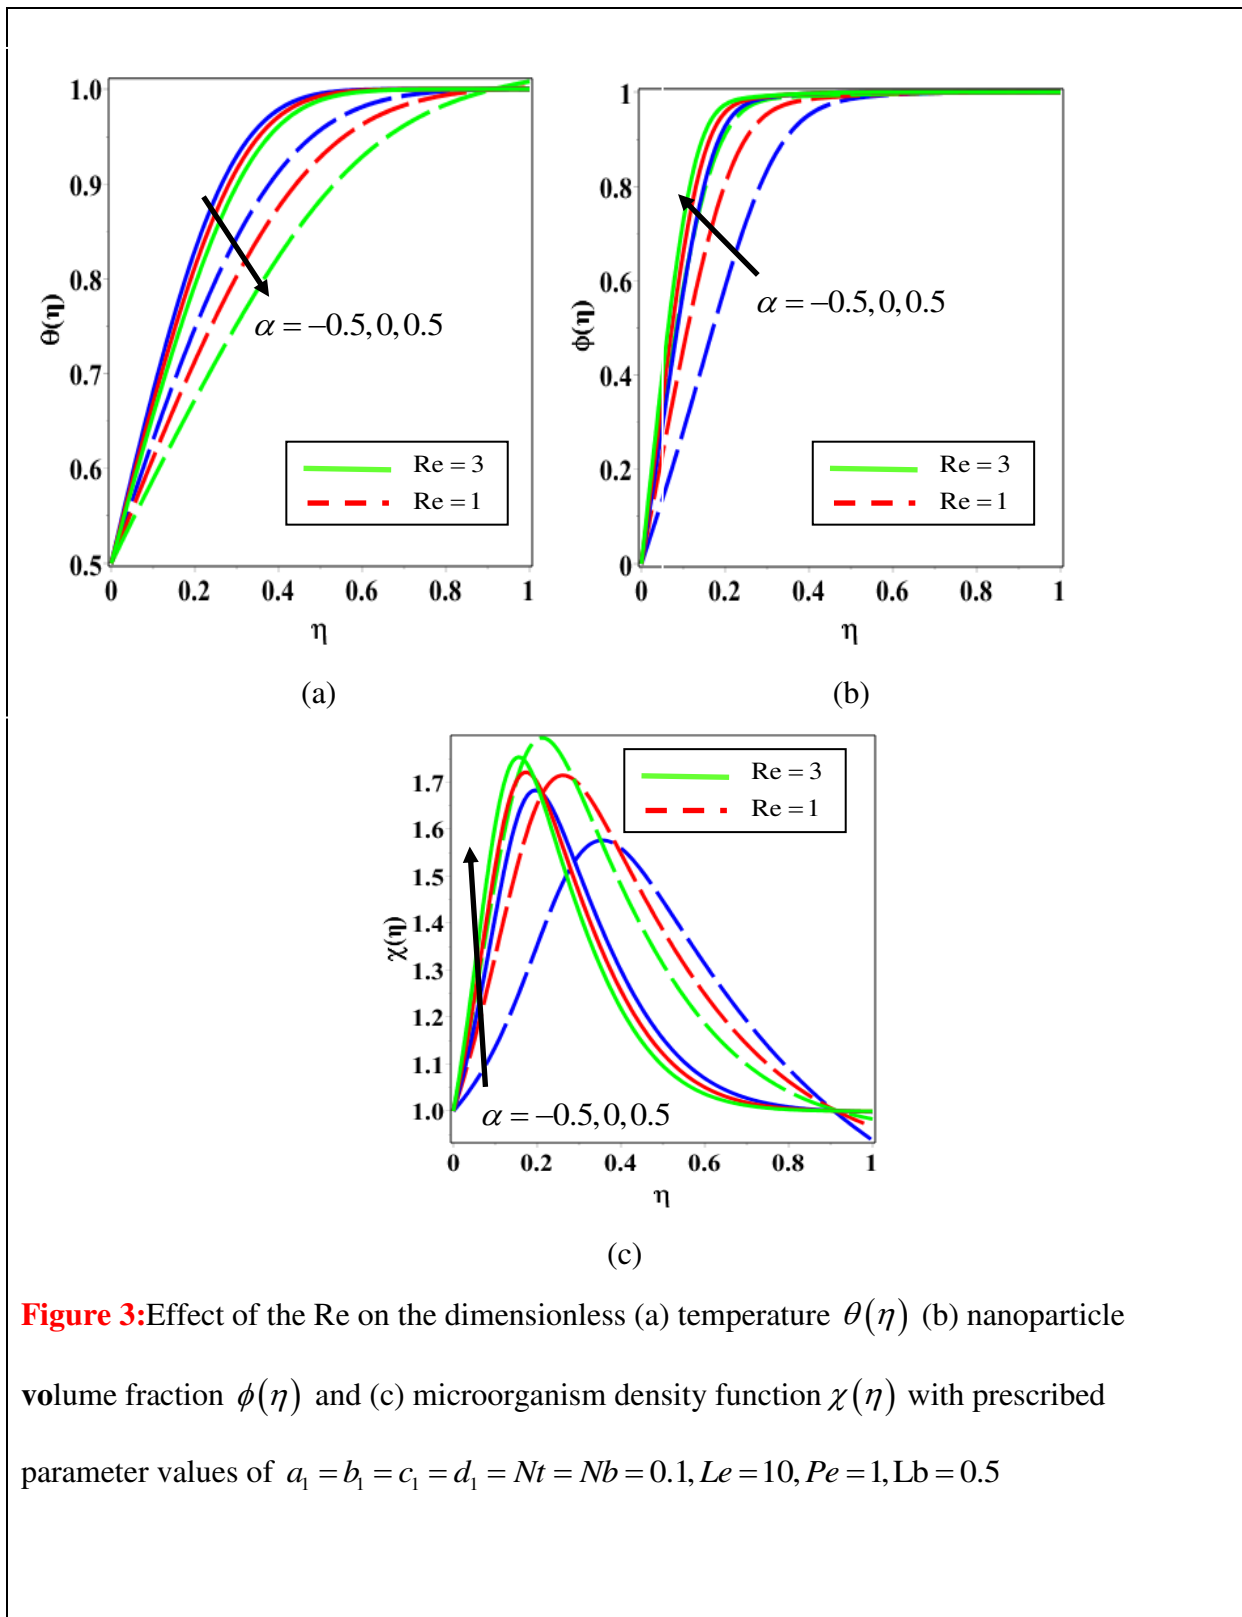 θ(η)
1.0
0.9
0.8
0.7
0.6
0.5
0
0.2
0.4
0.6
0.8
1
η
α = −0.5, 0, 0.5
Re = 3
Re = 1
(a)
ϕ(η)
1
0.8
0.6
0.4
0.2
0
0
0.2
0.4
0.6
0.8
1
η
α = −0.5, 0, 0.5
Re = 3
Re = 1
(b)
χ(η)
1.7
1.6
1.5
1.4
1.3
1.2
1.1
1.0
0
0.2
0.4
0.6
0.8
1
η
α = −0.5, 0, 0.5
Re = 3
Re = 1
(c)
Figure 3:Effect of the Re on the dimensionless (a) temperature θ(η) (b) nanoparticle
volume fraction ϕ(η) and (c) microorganism density function χ(η) with prescribed
parameter values of a₁ = b₁ = c₁ = d₁ = Nt = Nb = 0.1, Le = 10, Pe = 1, Lb = 0.5